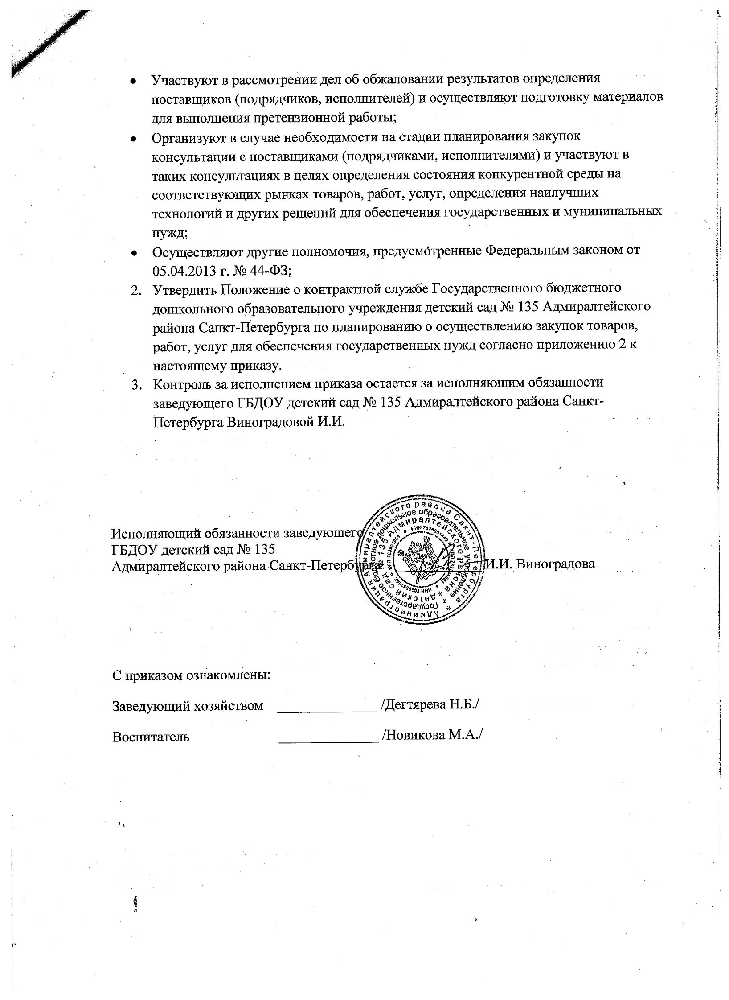 • Участвуют в рассмотрении дел об обжаловании результатов определения
поставщиков (подрядчиков, исполнителей) и осуществляют подготовку материалов
для выполнения претензионной работы;
• Организуют в случае необходимости на стадии планирования закупок
консультации с поставщиками (подрядчиками, исполнителями) и участвуют в
таких консультациях в целях определения состояния конкурентной среды на
соответствующих рынках товаров, работ, услуг, определения наилучших
технологий и других решений для обеспечения государственных и муниципальных
нужд;
• Осуществляют другие полномочия, предусмотренные Федеральным законом от
05.04.2013 г. № 44-ФЗ;
2. Утвердить Положение о контрактной службе Государственного бюджетного
дошкольного образовательного учреждения детский сад № 135 Адмиралтейского
района Санкт-Петербурга по планированию о осуществлению закупок товаров,
работ, услуг для обеспечения государственных нужд согласно приложению 2 к
настоящему приказу.
3. Контроль за исполнением приказа остается за исполняющим обязанности
заведующего ГБДОУ детский сад № 135 Адмиралтейского района Санкт-
Петербурга Виноградовой И.И.
Исполняющий обязанности заведующего
ГБДОУ детский сад № 135
Адмиралтейского района Санкт-Петербурга И.И. Виноградова
Администрация Адмиралтейского района Санкт-Петербурга *
Государственное бюджетное дошкольное образовательное учреждение *
детский сад № 135 Адмиралтейского района *
С приказом ознакомлены:
Заведующий хозяйством ______________ /Дегтярева Н.Б./
Воспитатель ______________ /Новикова М.А./